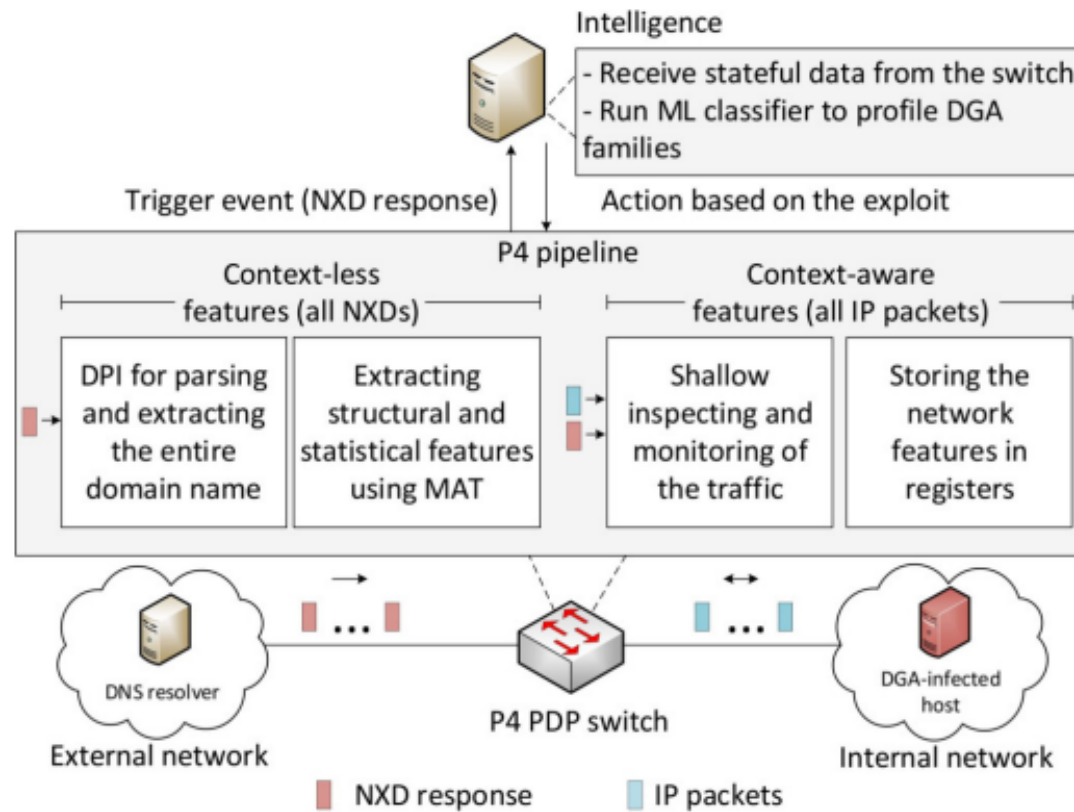 Intelligence
- Receive stateful data from the switch
- Run ML classifier to profile DGA
families
Trigger event (NXD response)
Action based on the exploit
P4 pipeline
Context-less
features (all NXDs)
Context-aware
features (all IP packets)
DPI for parsing
and extracting
the entire
domain name
Extracting
structural and
statistical features
using MAT
Shallow
inspecting and
monitoring of
the traffic
Storing the
network
features in
registers
DNS resolver
External network
P4 PDP switch
DGA-infected
host
Internal network
NXD response
IP packets